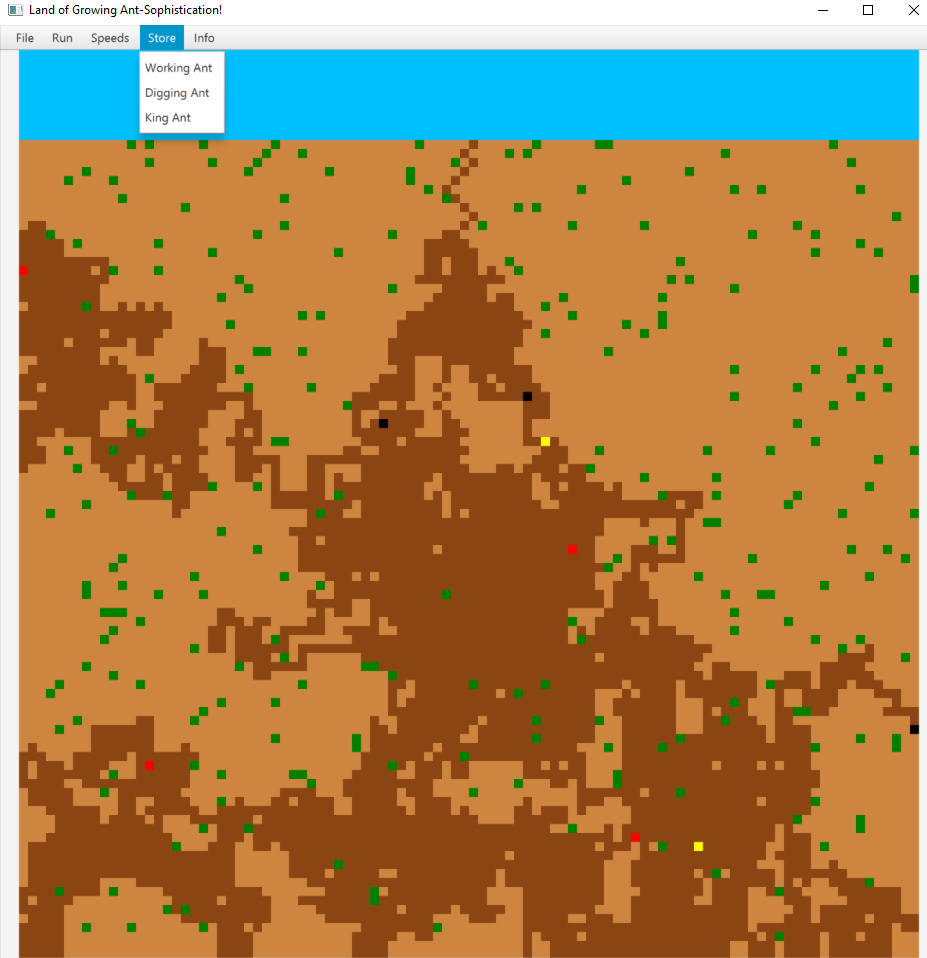 Land of Growing Ant-Sophistication!
File Run Speeds Store Info
Working Ant
Digging Ant
King Ant